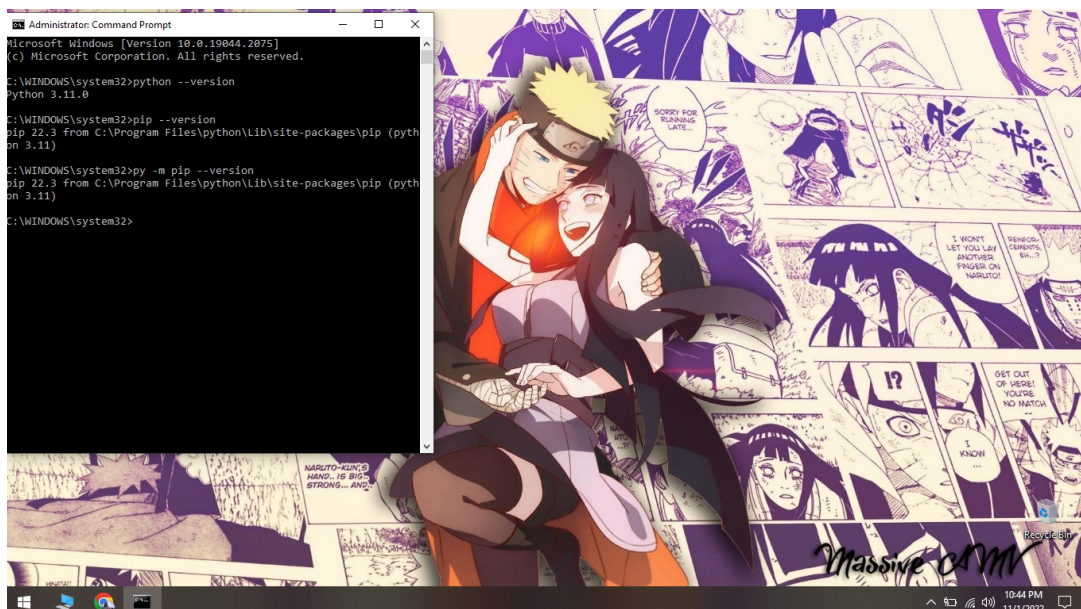 Administrator: Command Prompt
Microsoft Windows [Version 10.0.19044.2075]
(c) Microsoft Corporation. All rights reserved.
C:\WINDOWS\system32>python --version
Python 3.11.0
C:\WINDOWS\system32>pip --version
pip 22.3 from C:\Program Files\python\Lib\site-packages\pip (pyth
on 3.11)
C:\WINDOWS\system32>py -m pip --version
pip 22.3 from C:\Program Files\python\Lib\site-packages\pip (pyth
on 3.11)
C:\WINDOWS\system32>
SORRY FOR
RUNNING
LATE...
I WON'T
LET YOU LAY
ANOTHER
FINGER ON
NARUTO!
REINFOR-
CEMENTS,
EH...?
!?
GET OUT
OF HERE!
YOU'RE
NO MATCH
I
KNOW
...
NARUTO-KUN'S
HAND.. IS BIG..
STRONG... AND..
Recycle Bin
Massive AMV
10:44 PM